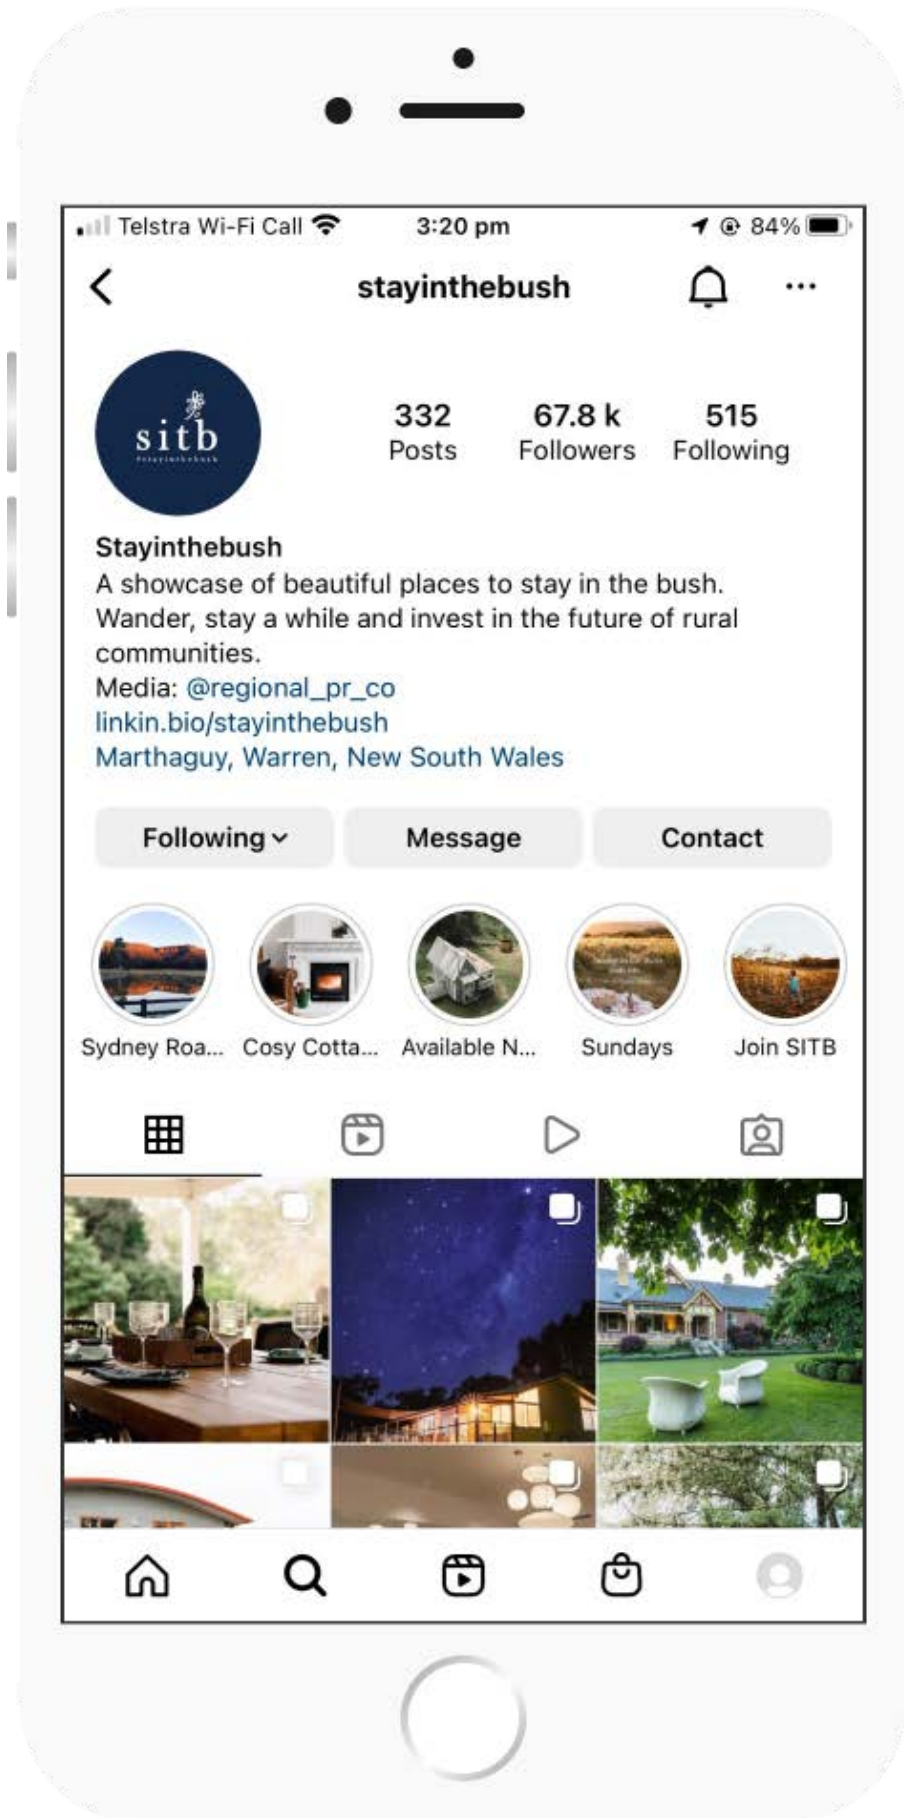 Telstra Wi-Fi Call 3:20 pm 84%
stayinthebush
sitb
332 67.8 k 515
Posts Followers Following
Stayinthebush
A showcase of beautiful places to stay in the bush.
Wander, stay a while and invest in the future of rural
communities.
Media: @regional_pr_co
linkin.bio/stayinthebush
Marthaguy, Warren, New South Wales
Following Message Contact
Sydney Roa... Cosy Cotta... Available N... Sundays Join SITB